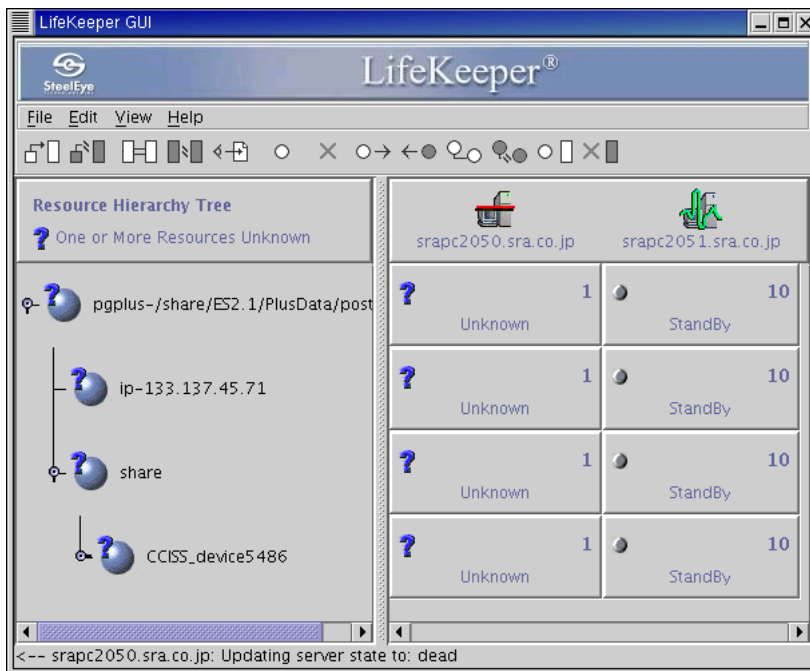 LifeKeeper GUI
SteelEye
LifeKeeper®
File Edit View Help
Resource Hierarchy Tree
? One or More Resources Unknown
srapc2050.sra.co.jp srapc2051.sra.co.jp
pgplus-/share/ES2.1/PlusData/post
? 1 10
Unknown StandBy
ip-133.137.45.71
? 1 10
Unknown StandBy
share
? 1 10
Unknown StandBy
CCISS_device5486
? 1 10
Unknown StandBy
<-- srapc2050.sra.co.jp: Updating server state to: dead